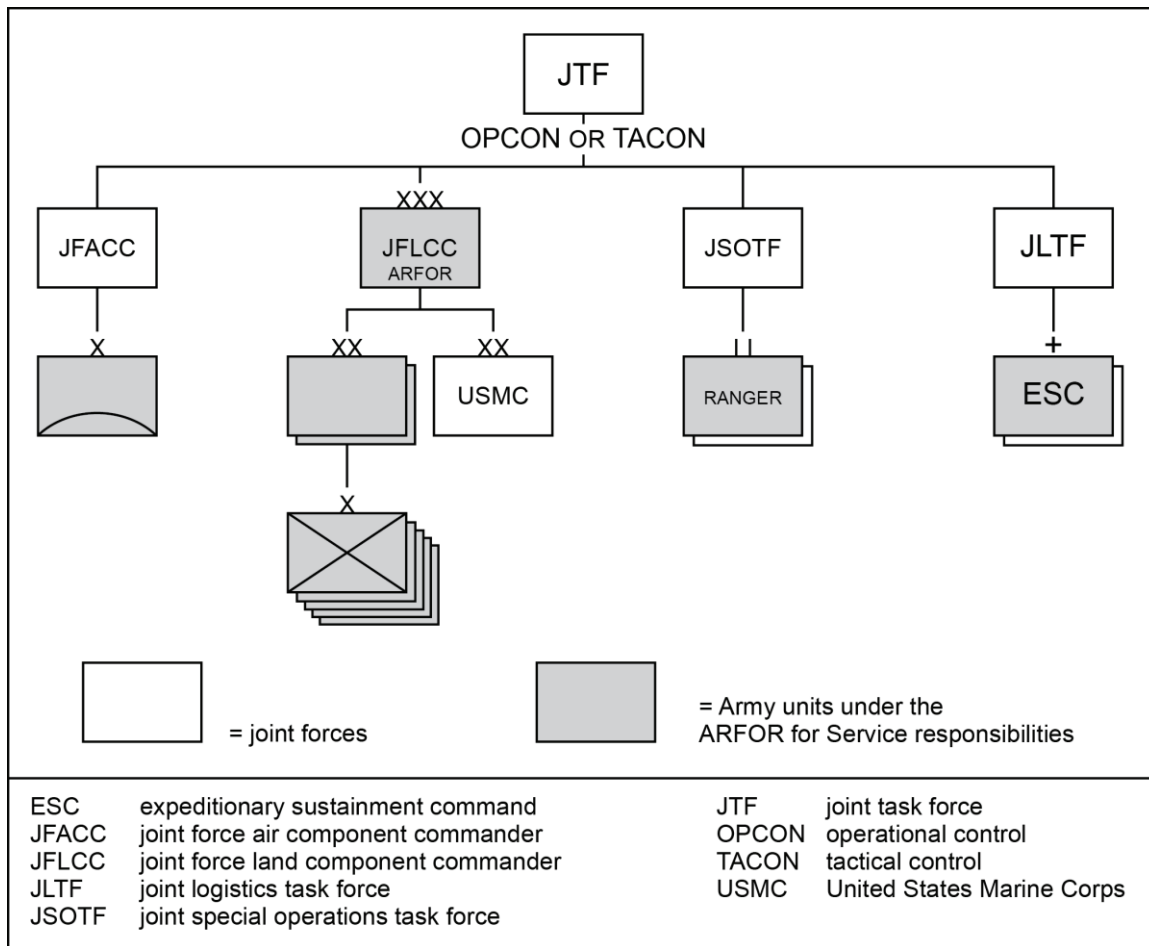 JTF
OPCON OR TACON
XXX
JFACC
JFLCC
ARFOR
JSOTF
JLTF
X
XX
XX
II
+
USMC
RANGER
ESC
X
= joint forces
= Army units under the
ARFOR for Service responsibilities
ESC expeditionary sustainment command
JFACC joint force air component commander
JFLCC joint force land component commander
JLTF joint logistics task force
JSOTF joint special operations task force
JTF joint task force
OPCON operational control
TACON tactical control
USMC United States Marine Corps